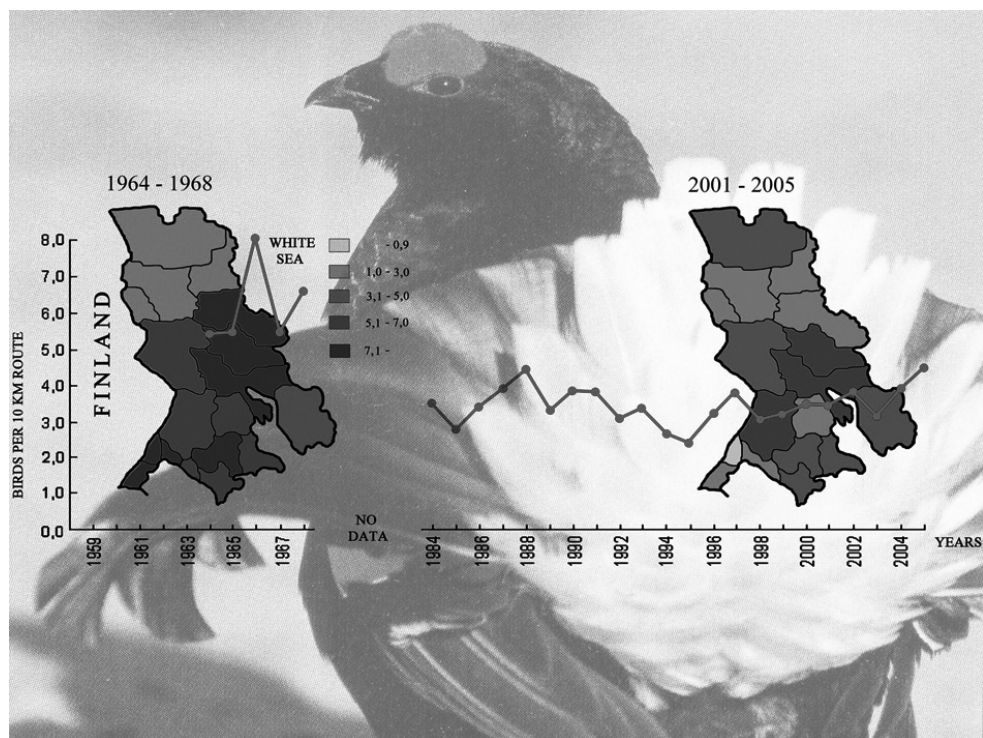 1964 - 1968
2001 - 2005
8,0
7,0
6,0
5,0
4,0
3,0
2,0
1,0
0,0
BIRDS PER 10 KM ROUTE
FINLAND
WHITE
SEA
- 0,9
1,0 - 3,0
3,1 - 5,0
5,1 - 7,0
7,1 -
NO
DATA
1959
1961
1963
1965
1967
1984
1986
1988
1990
1992
1994
1996
1998
2000
2002
2004
YEARS